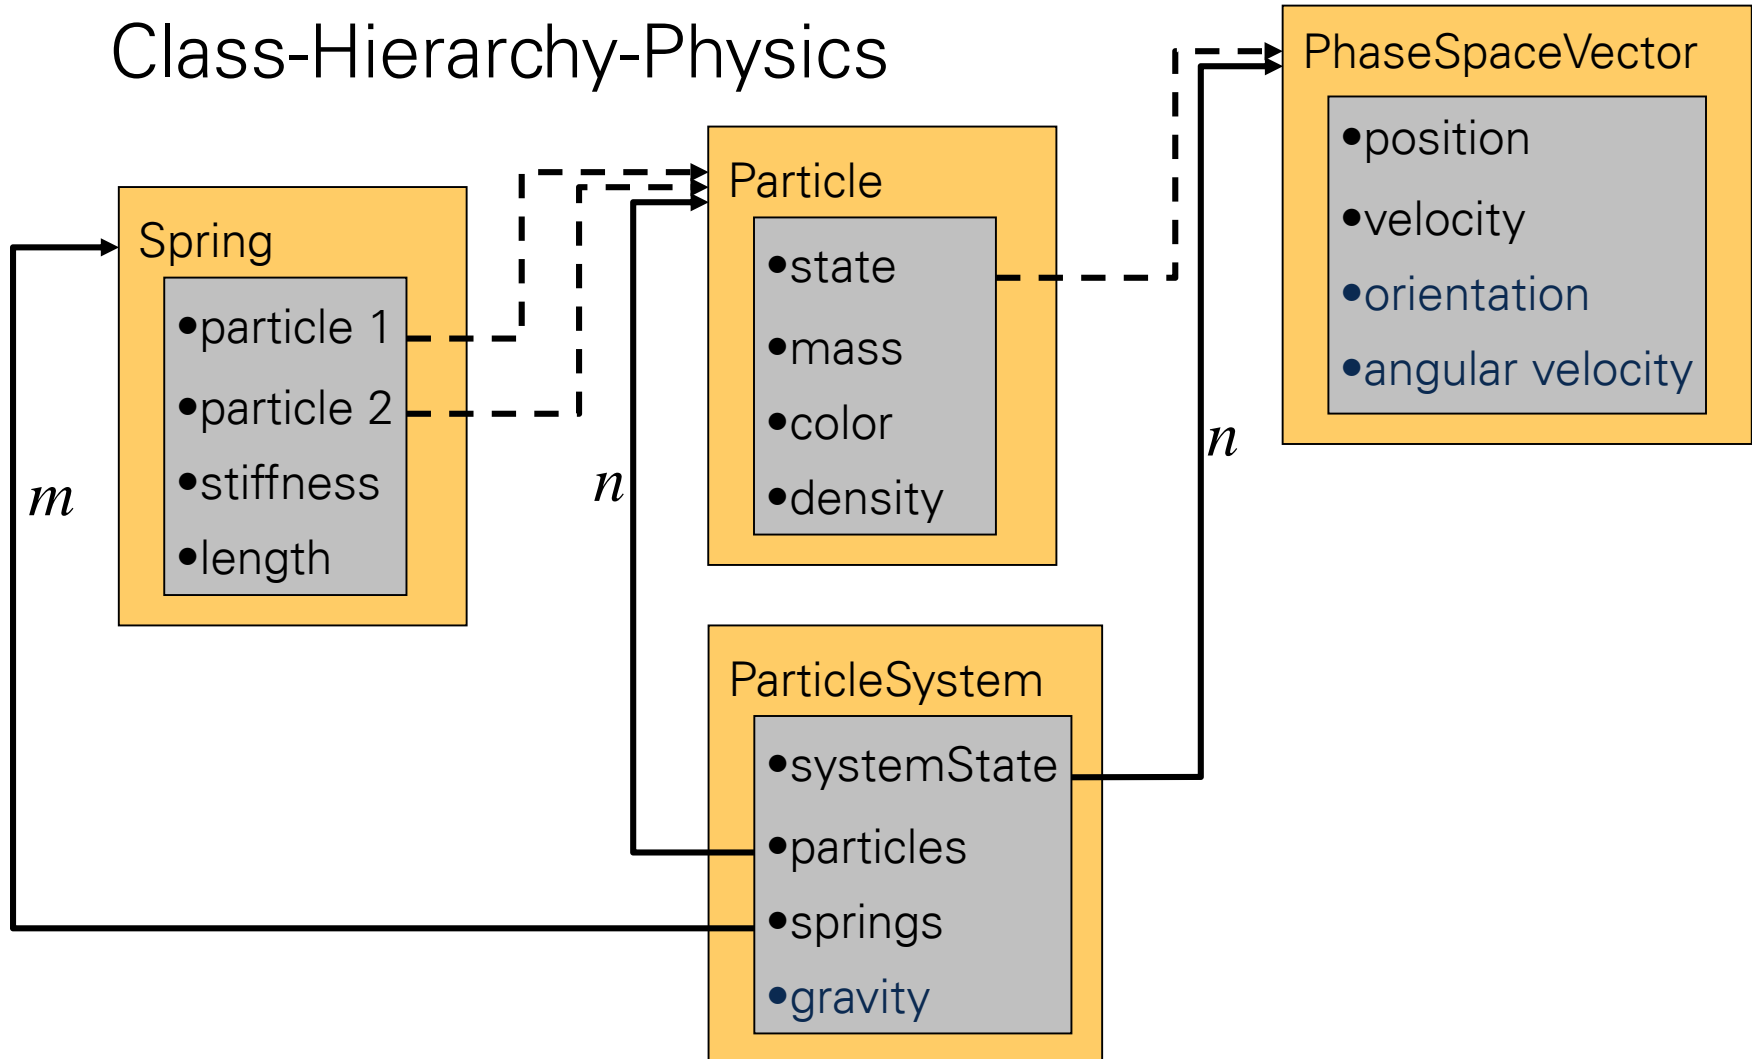 Class-Hierarchy-Physics
PhaseSpaceVector
•position
•velocity
•orientation
•angular velocity
Particle
•state
•mass
•color
•density
Spring
•particle 1
•particle 2
•stiffness
•length
m
n
n
ParticleSystem
•systemState
•particles
•springs
•gravity